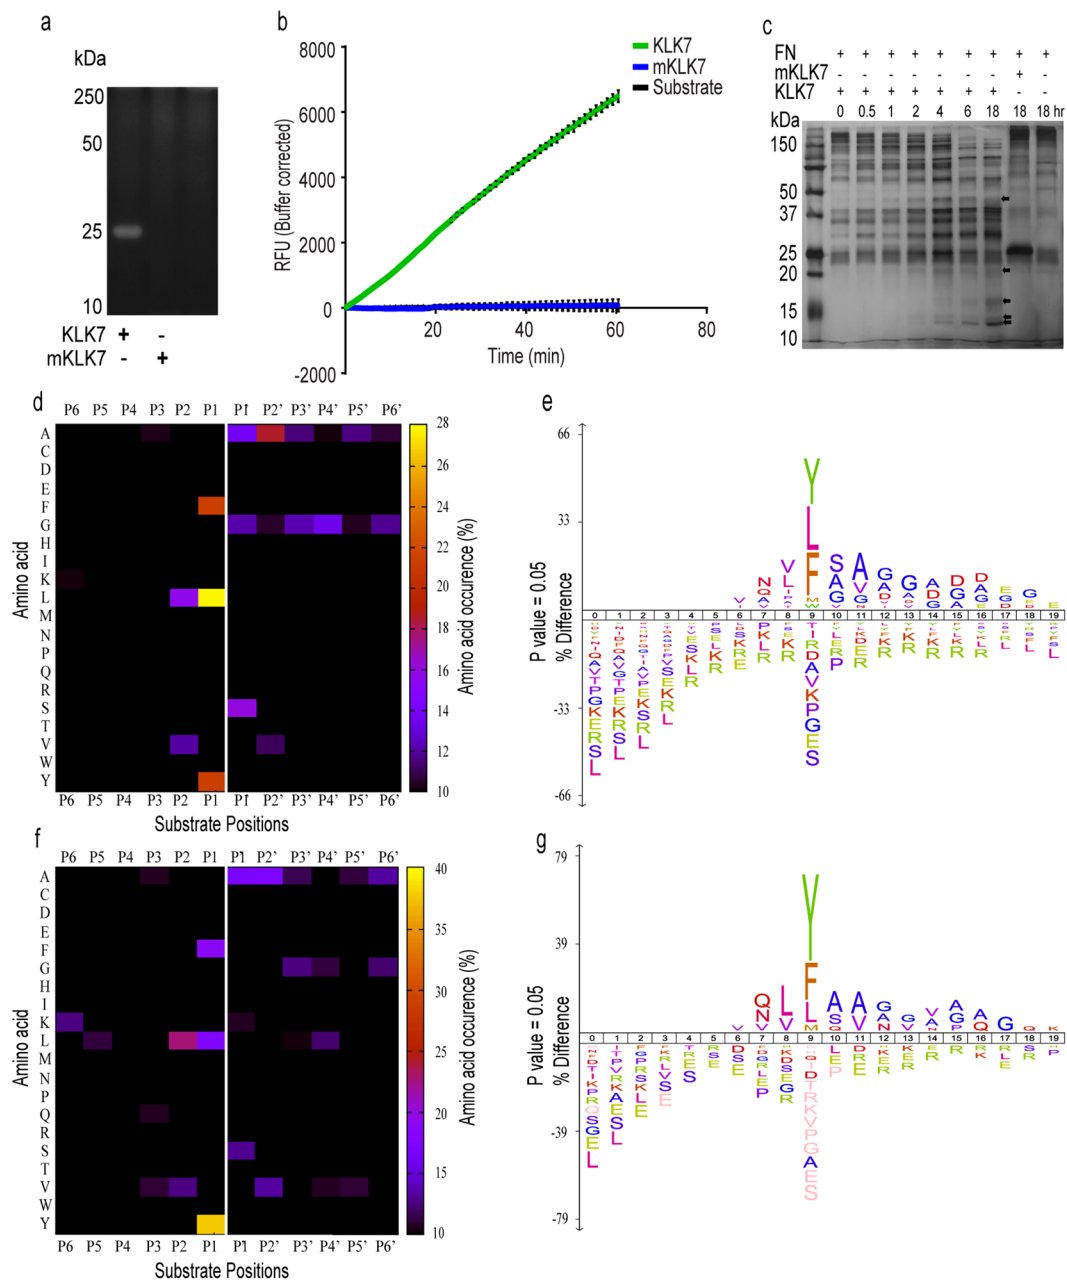 a
kDa
250
50
25
10
KLK7 + -
mKLK7 - +
b
8000
6000
4000
2000
0
-2000
RFU (Buffer corrected)
20 40 60 80
Time (min)
KLK7
mKLK7
Substrate
c
FN + + + + + + + + +
mKLK7 - - - - - - - + -
KLK7 + + + + + + + - -
0 0.5 1 2 4 6 18 18 18 hr
kDa
150
50
37
25
20
15
10
d
P6 P5 P4 P3 P2 P1 P1' P2' P3' P4' P5' P6'
A
C
D
E
F
G
H
I
K
L
M
N
P
Q
R
S
T
V
W
Y
Amino acid
P6 P5 P4 P3 P2 P1 P1' P2' P3' P4' P5' P6'
Substrate Positions
28
26
24
22
20
18
16
14
12
10
Amino acid occurence (%)
e
66
33
-33
-66
P value = 0.05
% Difference
0 1 2 3 4 5 6 7 8 9 10 11 12 13 14 15 16 17 18 19
f
P6 P5 P4 P3 P2 P1 P1' P2' P3' P4' P5' P6'
A
C
D
E
F
G
H
I
K
L
M
N
P
Q
R
S
T
V
W
Y
Amino acid
P6 P5 P4 P3 P2 P1 P1' P2' P3' P4' P5' P6'
Substrate Positions
40
35
30
25
20
15
10
Amino acid occurence (%)
g
79
39
-39
-79
P value = 0.05
% Difference
0 1 2 3 4 5 6 7 8 9 10 11 12 13 14 15 16 17 18 19